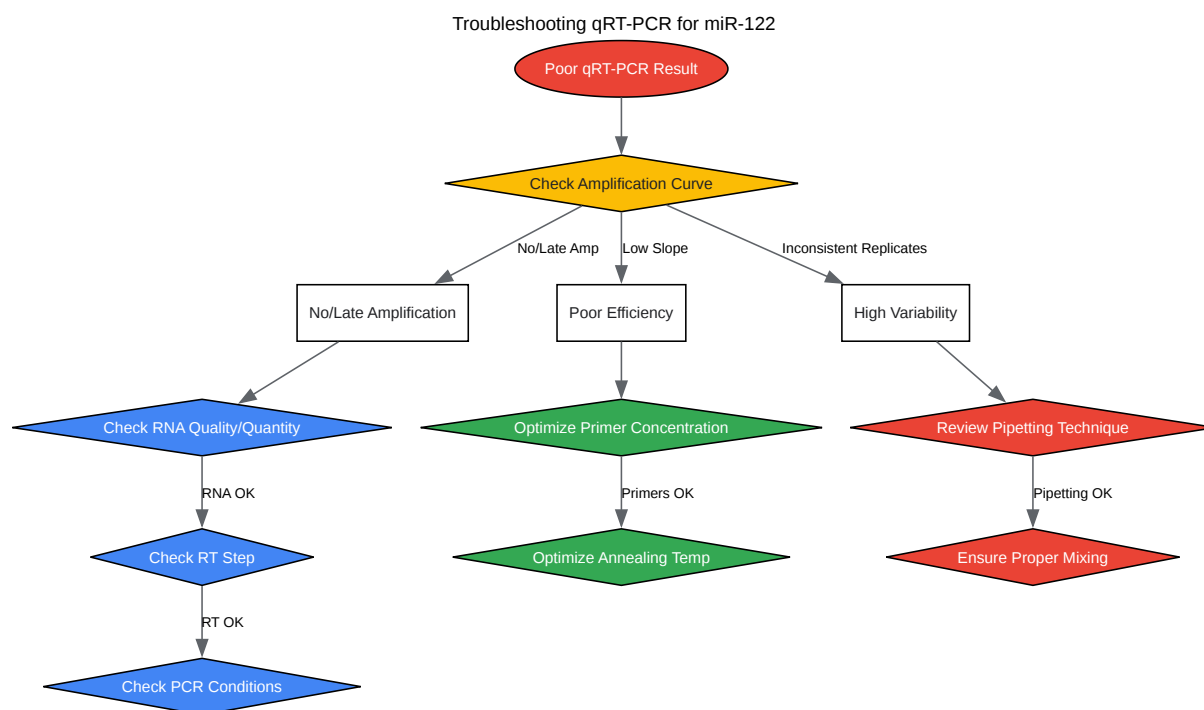 Troubleshooting qRT-PCR for miR-122
Poor qRT-PCR Result
Check Amplification Curve
No/Late Amp
Low Slope
Inconsistent Replicates
No/Late Amplification
Poor Efficiency
High Variability
Check RNA Quality/Quantity
Optimize Primer Concentration
Review Pipetting Technique
RNA OK
Primers OK
Pipetting OK
Check RT Step
Optimize Annealing Temp
Ensure Proper Mixing
RT OK
Check PCR Conditions